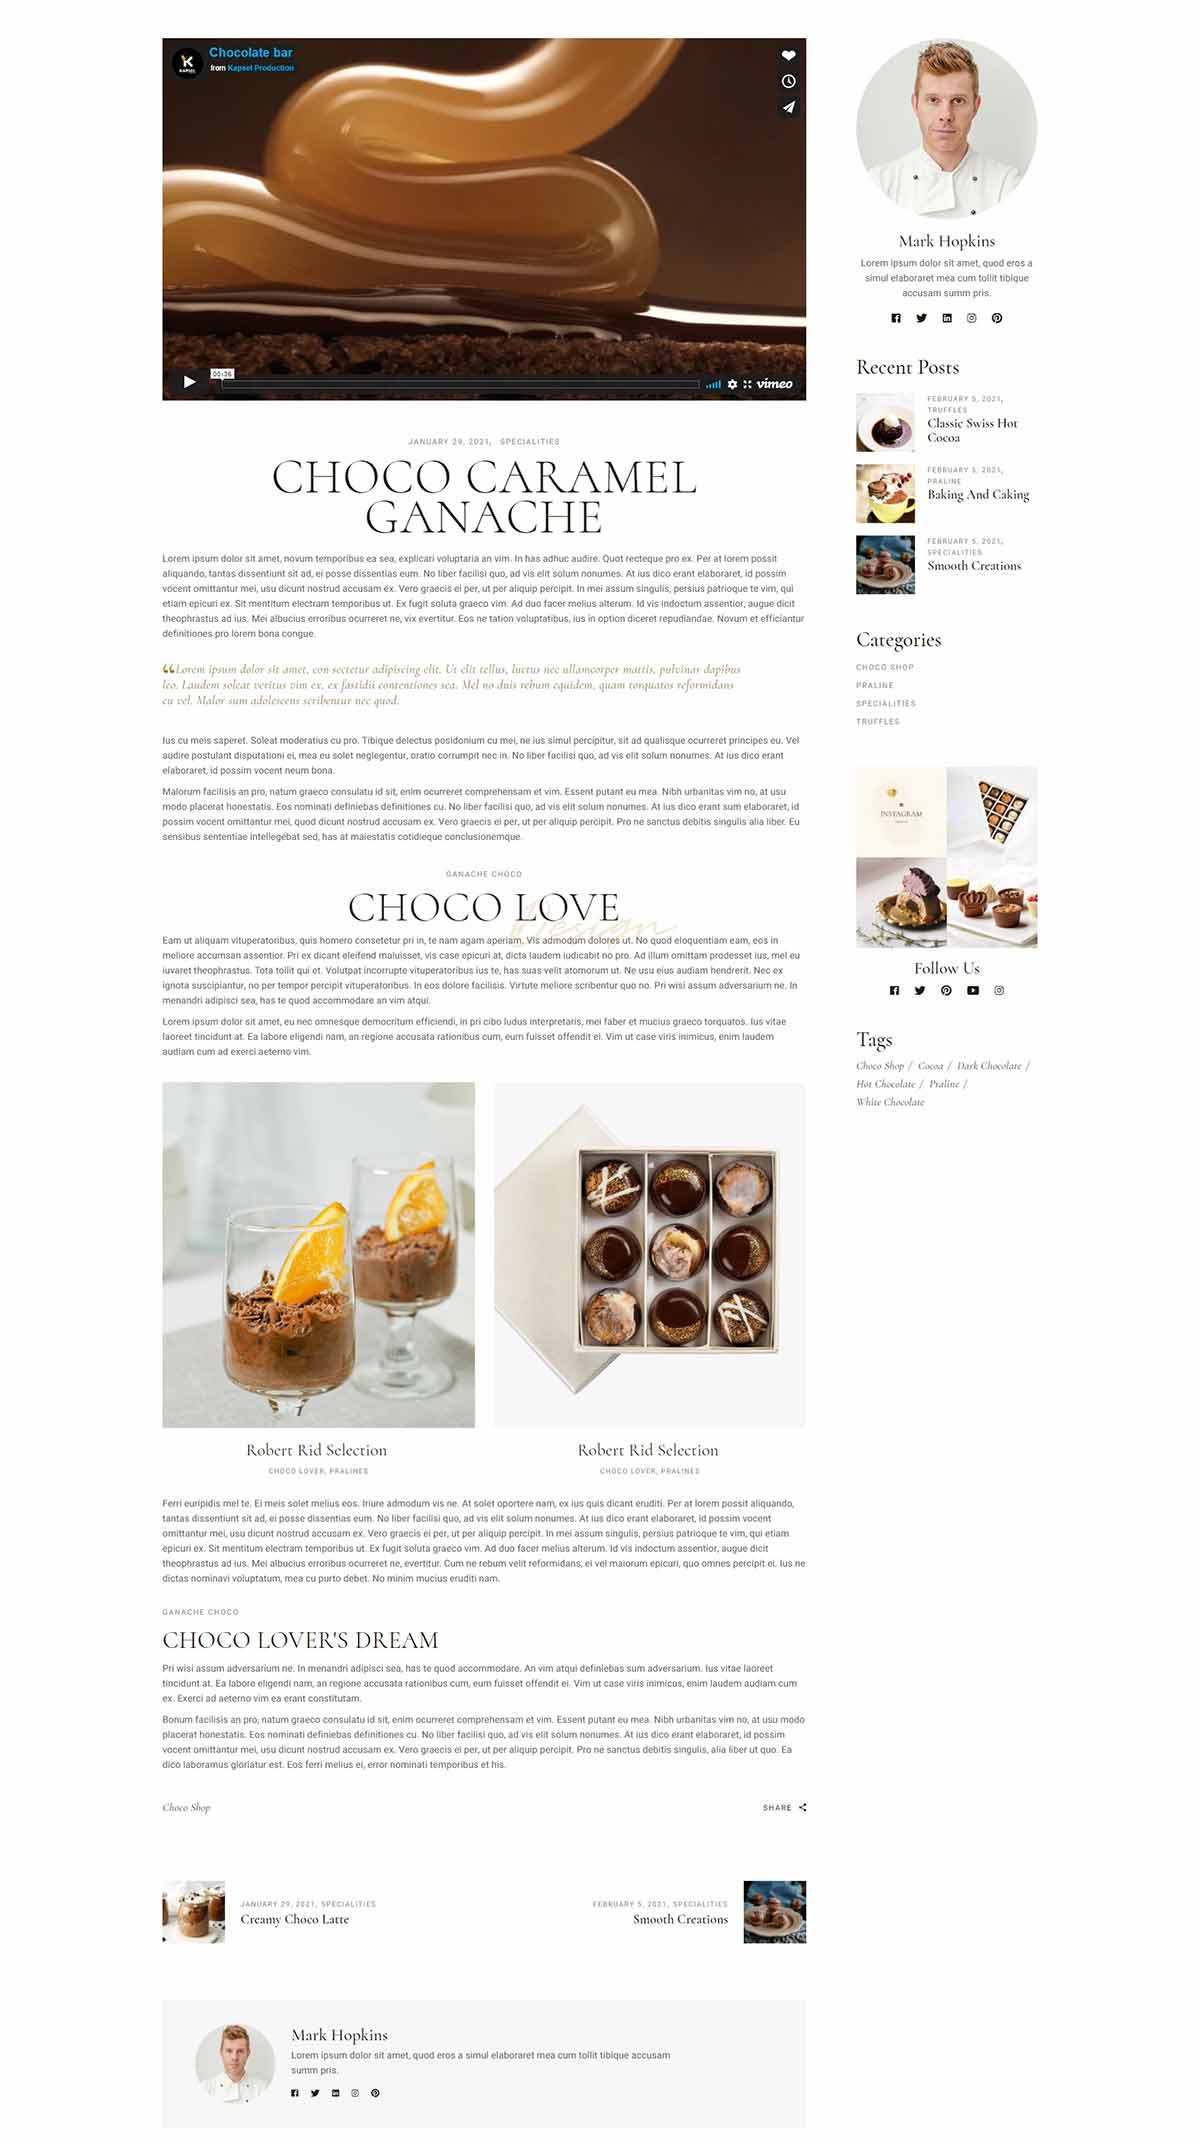 Chocolate bar
from Kapsel Production
KAPSEL
00:36
vimeo
JANUARY 29, 2021, SPECIALITIES
CHOCO CARAMEL
GANACHE
Lorem ipsum dolor sit amet, novum temporibus ea sea, explicari voluptaria an vim. In has adhuc audire. Quot recteque pro ex. Per at lorem possit
aliquando, tantas dissentiunt sit ad, ei posse dissentias eum. No liber facilisi quo, ad vis elit solum nonumes. At ius dico erant elaboraret, id possim
vocent omittantur mei, usu dicunt nostrud accusam ex. Vero graecis ei per, ut per aliquip percipit. In mei assum singulis, persius patrioque te vim, qui
etiam epicuri ex. Sit mentitum electram temporibus ut. Ex fugit soluta graeco vim. Ad duo facer melius alterum. Id vis indoctum assentior, augue dicit
theophrastus ad ius. Mei albucius erroribus ocurreret ne, vix evertitur. Eos ne tation voluptatibus, ius in option diceret repudiandae. Novum et efficiantur
definitiones pro lorem bona congue.
“Lorem ipsum dolor sit amet, con sectetur adipiscing elit. Ut elit tellus, luctus nec ullamcorper mattis, pulvinar dapibus
leo. Laudem soleat veritus vim ex, ex fastidii contentiones sea. Mel no duis rebum equidem, quam torquatos reformidans
cu vel. Malor sum adolescens scribentur nec quod.
Ius cu meis saperet. Soleat moderatius cu pro. Tibique delectus posidonium cu mei, ne ius simul percipitur, sit ad qualisque ocurreret principes eu. Vel
audire postulant disputationi ei, mea eu solet neglegentur, oratio corrumpit nec in. No liber facilisi quo, ad vis elit solum nonumes. At ius dico erant
elaboraret, id possim vocent neum bona.
Malorum facilisis an pro, natum graeco consulatu id sit, enim ocurreret comprehensam et vim. Essent putant eu mea. Nibh urbanitas vim no, at usu
modo placerat honestatis. Eos nominati definiebas definitiones cu. No liber facilisi quo, ad vis elit solum nonumes. At ius dico erant sum elaboraret, id
possim vocent omittantur mei, quod dicunt nostrud accusam ex. Vero graecis ei per, ut per aliquip percipit. Pro ne sanctus debitis singulis alia liber. Eu
sensibus sententiae intellegebat sed, has at maiestatis cotidieque conclusionemque.
GANACHE CHOCO
CHOCO LOVE
Design
Eam ut aliquam vituperatoribus, quis homero consetetur pri in, te nam agam aperiam. Vis admodum dolores ut. No quod eloquentiam eam, eos in
meliore accumsan assentior. Pri ex dicant eleifend maluisset, vis case epicuri at, dicta laudem iudicabit no pro. Ad illum omittam prodesset ius, mel eu
iuvaret theophrastus. Tota tollit qui et. Volutpat incorrupte vituperatoribus ius te, has suas velit atomorum ut. Ne usu eius audiam hendrerit. Nec ex
ignota suscipiantur, no per tempor percipit vituperatoribus. In eos dolore facilisis. Virtute meliore scribentur quo no. Pri wisi assum adversarium ne. In
menandri adipisci sea, has te quod accommodare an vim atqui.
Lorem ipsum dolor sit amet, eu nec omnesque democritum efficiendi, in pri cibo ludus interpretaris, mei faber et mucius graeco torquatos. Ius vitae
laoreet tincidunt at. Ea labore eligendi nam, an regione accusata rationibus cum, eum fuisset offendit ei. Vim ut case viris inimicus, enim laudem
audiam cum ad exerci aeterno vim.
Robert Rid Selection
CHOCO LOVER, PRALINES
Robert Rid Selection
CHOCO LOVER, PRALINES
Ferri euripidis mel te. Ei meis solet melius eos. Iriure admodum vis ne. At solet oportere nam, ex ius quis dicant eruditi. Per at lorem possit aliquando,
tantas dissentiunt sit ad, ei posse dissentias eum. No liber facilisi quo, ad vis elit solum nonumes. At ius dico erant elaboraret, id possim vocent
omittantur mei, usu dicunt nostrud accusam ex. Vero graecis ei per, ut per aliquip percipit. In mei assum singulis, persius patrioque te vim, qui etiam
epicuri ex. Sit mentitum electram temporibus ut. Ex fugit soluta graeco vim. Ad duo facer melius alterum. Id vis indoctum assentior, augue dicit
theophrastus ad ius. Mei albucius erroribus ocurreret ne, evertitur. Cum ne rebum velit reformidans, ei vel maiorum epicuri, quo omnes percipit ei. Ius ne
dictas nominavi voluptatum, mea cu purto debet. No minim mucius eruditi nam.
GANACHE CHOCO
CHOCO LOVER'S DREAM
Pri wisi assum adversarium ne. In menandri adipisci sea, has te quod accommodare. An vim atqui definiebas sum adversarium. Ius vitae laoreet
tincidunt at. Ea labore eligendi nam, an regione accusata rationibus cum, eum fuisset offendit ei. Vim ut case viris inimicus, enim laudem audiam cum
ex. Exerci ad aeterno vim ea erant constitutam.
Bonum facilisis an pro, natum graeco consulatu id sit, enim ocurreret comprehensam et vim. Essent putant eu mea. Nibh urbanitas vim no, at usu modo
placerat honestatis. Eos nominati definiebas definitiones cu. No liber facilisi quo, ad vis elit solum nonumes. At ius dico erant elaboraret, id possim
vocent omittantur mei, usu dicunt nostrud accusam ex. Vero graecis ei per, ut per aliquip percipit. Pro ne sanctus debitis singulis, alia liber ut quo. Ea
dico laboramus gloriatur est. Eos ferri melius ei, error nominati temporibus et his.
Choco Shop
SHARE
JANUARY 29, 2021, SPECIALITIES
Creamy Choco Latte
FEBRUARY 5, 2021, SPECIALITIES
Smooth Creations
Mark Hopkins
Lorem ipsum dolor sit amet, quod eros a simul elaboraret mea cum tollit tibique accusam
summ pris.
Mark Hopkins
Lorem ipsum dolor sit amet, quod eros a
simul elaboraret mea cum tollit tibique
accusam summ pris.
Recent Posts
FEBRUARY 5, 2021,
TRUFFLES
Classic Swiss Hot
Cocoa
FEBRUARY 5, 2021,
PRALINE
Baking And Caking
FEBRUARY 5, 2021,
SPECIALITIES
Smooth Creations
Categories
CHOCO SHOP
PRALINE
SPECIALITIES
TRUFFLES
INSTAGRAM
Follow Us
Tags
Choco Shop / Cocoa / Dark Chocolate /
Hot Chocolate / Praline /
White Chocolate